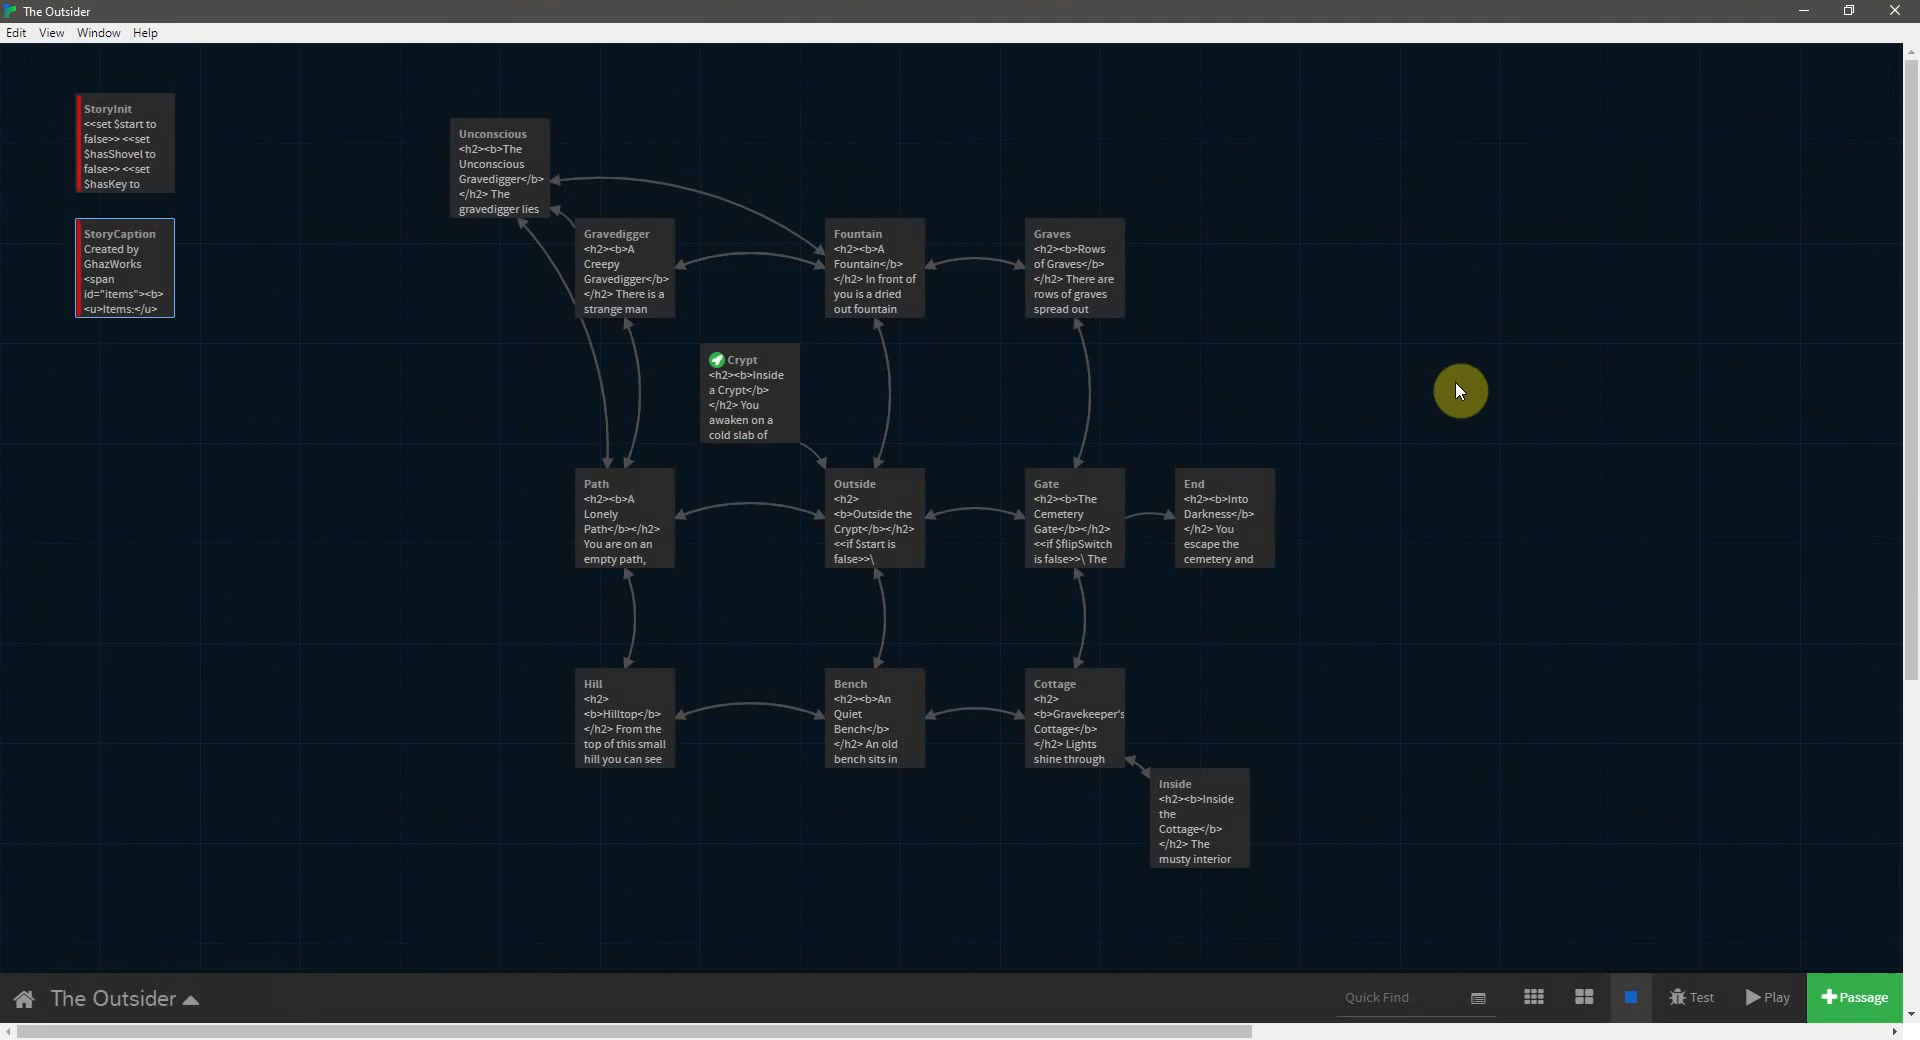 The Outsider
Edit View Window Help
StoryInit
<<set $start to
false>> <<set
$hasShovel to
false>> <<set
$hasKey to
StoryCaption
Created by
GhazWorks
<span
id="items"><b>
<u>Items:</u>
Unconscious
<h2><b>The
Unconscious
Gravedigger</b>
</h2> The
gravedigger lies
Gravedigger
<h2><b>A
Creepy
Gravedigger</b>
</h2> There is a
strange man
Fountain
<h2><b>A
Fountain</b>
</h2> In front of
you is a dried
out fountain
Graves
<h2><b>Rows
of Graves</b>
</h2> There are
rows of graves
spread out
Crypt
<h2><b>Inside
a Crypt</b>
</h2> You
awaken on a
cold slab of
Path
<h2><b>A
Lonely
Path</b></h2>
You are on an
empty path,
Outside
<h2>
<b>Outside the
Crypt</b></h2>
<<if $start is
false>>\
Gate
<h2><b>The
Cemetery
Gate</b></h2>
<<if $flipSwitch
is false>>\ The
End
<h2><b>Into
Darkness</b>
</h2> You
escape the
cemetery and
Hill
<h2>
<b>Hilltop</b>
</h2> From the
top of this small
hill you can see
Bench
<h2><b>An
Quiet
Bench</b>
</h2> An old
bench sits in
Cottage
<h2>
<b>Gravekeeper's
Cottage</b>
</h2> Lights
shine through
Inside
<h2><b>Inside
the
Cottage</b>
</h2> The
musty interior
The Outsider
Quick Find
Test
Play
Passage